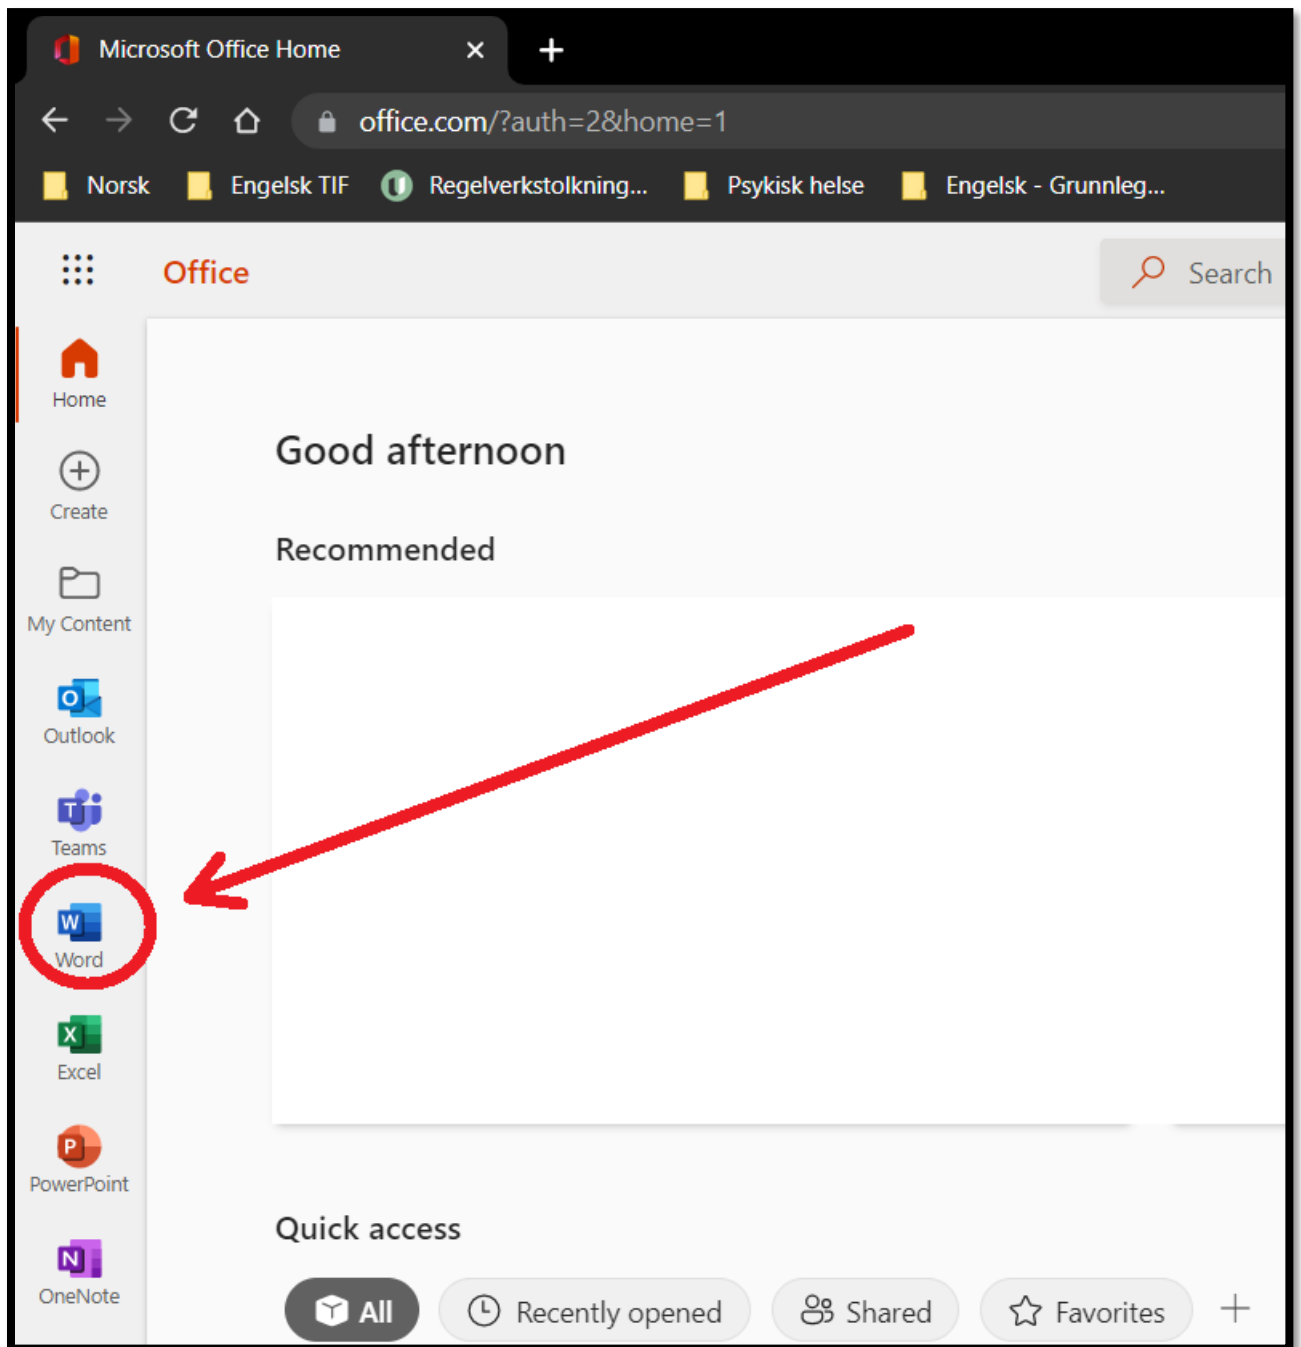 Microsoft Office Home
office.com/?auth=2&home=1
Norsk Engelsk TIF Regelverkstolkning... Psykisk helse Engelsk - Grunnleg...
Office Search
Home
Good afternoon
Create
Recommended
My Content
Outlook
Teams
Word
Excel
PowerPoint
Quick access
OneNote
All Recently opened Shared Favorites